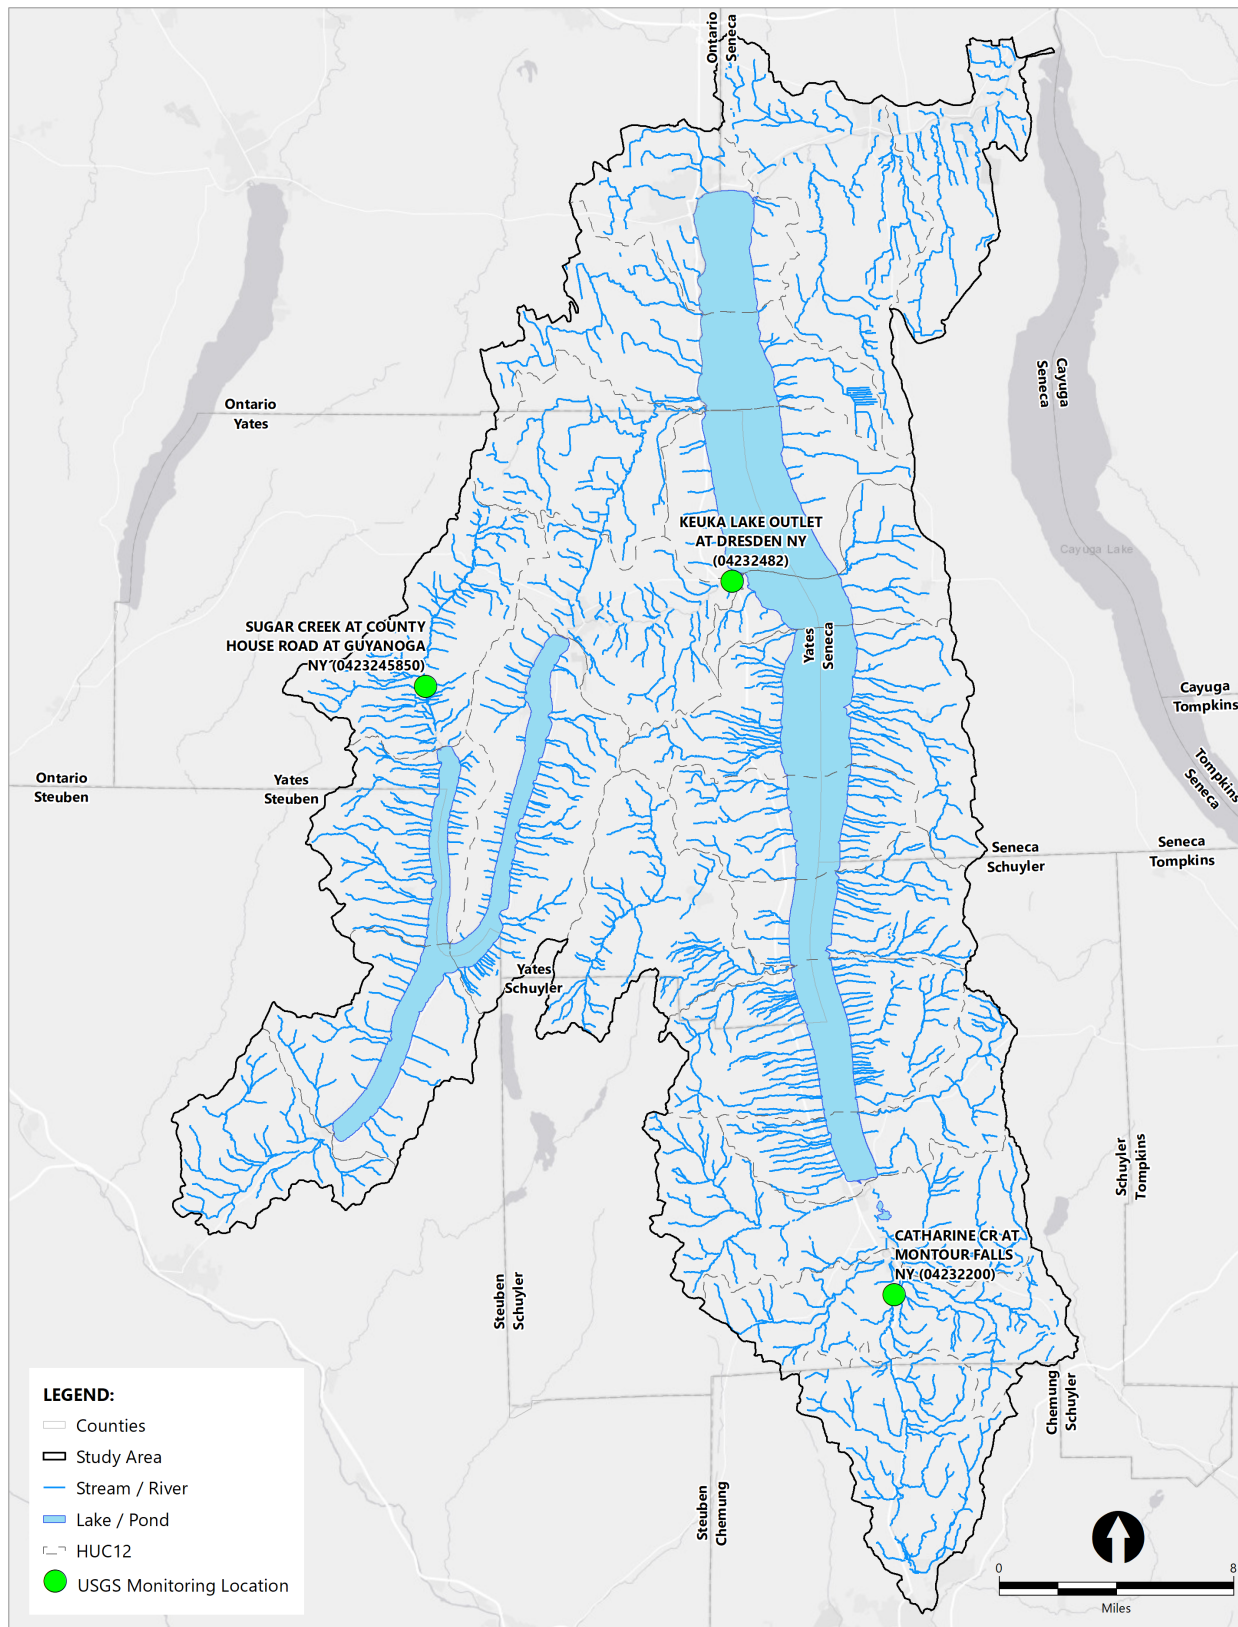 Ontario
Seneca
Ontario
Yates
Cayuga
Seneca
KEUKA LAKE OUTLET
AT DRESDEN NY
(04232482)
Cayuga Lake
SUGAR CREEK AT COUNTY
HOUSE ROAD AT GUYANOGA
NY (0423245850)
Yates
Seneca
Cayuga
Tompkins
Ontario
Steuben
Yates
Steuben
Tompkins
Seneca
Seneca
Schuyler
Seneca
Tompkins
Yates
Schuyler
Schuyler
Tompkins
CATHARINE CR AT
MONTOUR FALLS
NY (04232200)
Steuben
Schuyler
Chemung
Schuyler
Steuben
Chemung
LEGEND:
Counties
Study Area
Stream / River
Lake / Pond
HUC12
USGS Monitoring Location
0 8
Miles